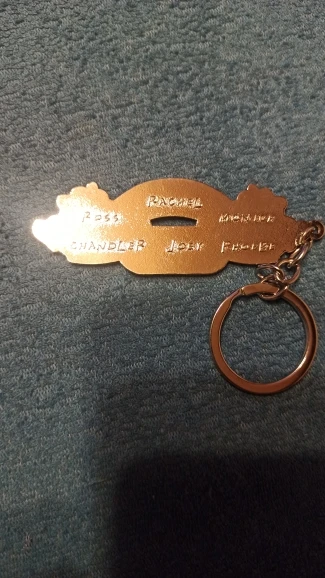 RACHEL
ROSS MONICA
CHANDLER JOEY PHOEBE